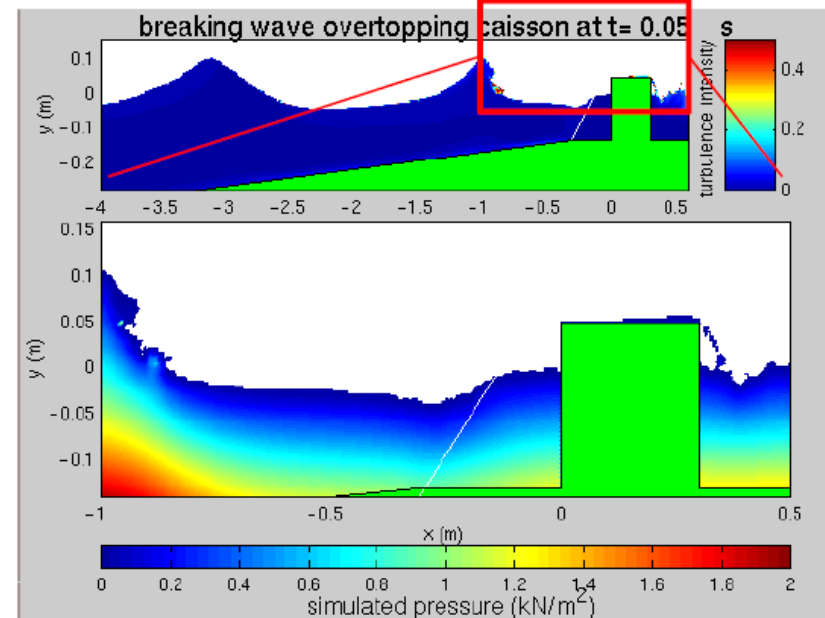 breaking wave overtopping caisson at t= 0.05 s
0.1
0
-0.1
-0.2
y (m)
-4 -3.5 -3 -2.5 -2 -1.5 -1 -0.5 0 0.5
turbulence intensity
0.4
0.2
0
0.15
0.1
0.05
0
-0.05
-0.1
y (m)
-1 -0.5 0 0.5
x (m)
0 0.2 0.4 0.6 0.8 1 1.2 1.4 1.6 1.8 2
simulated pressure (kN/m²)